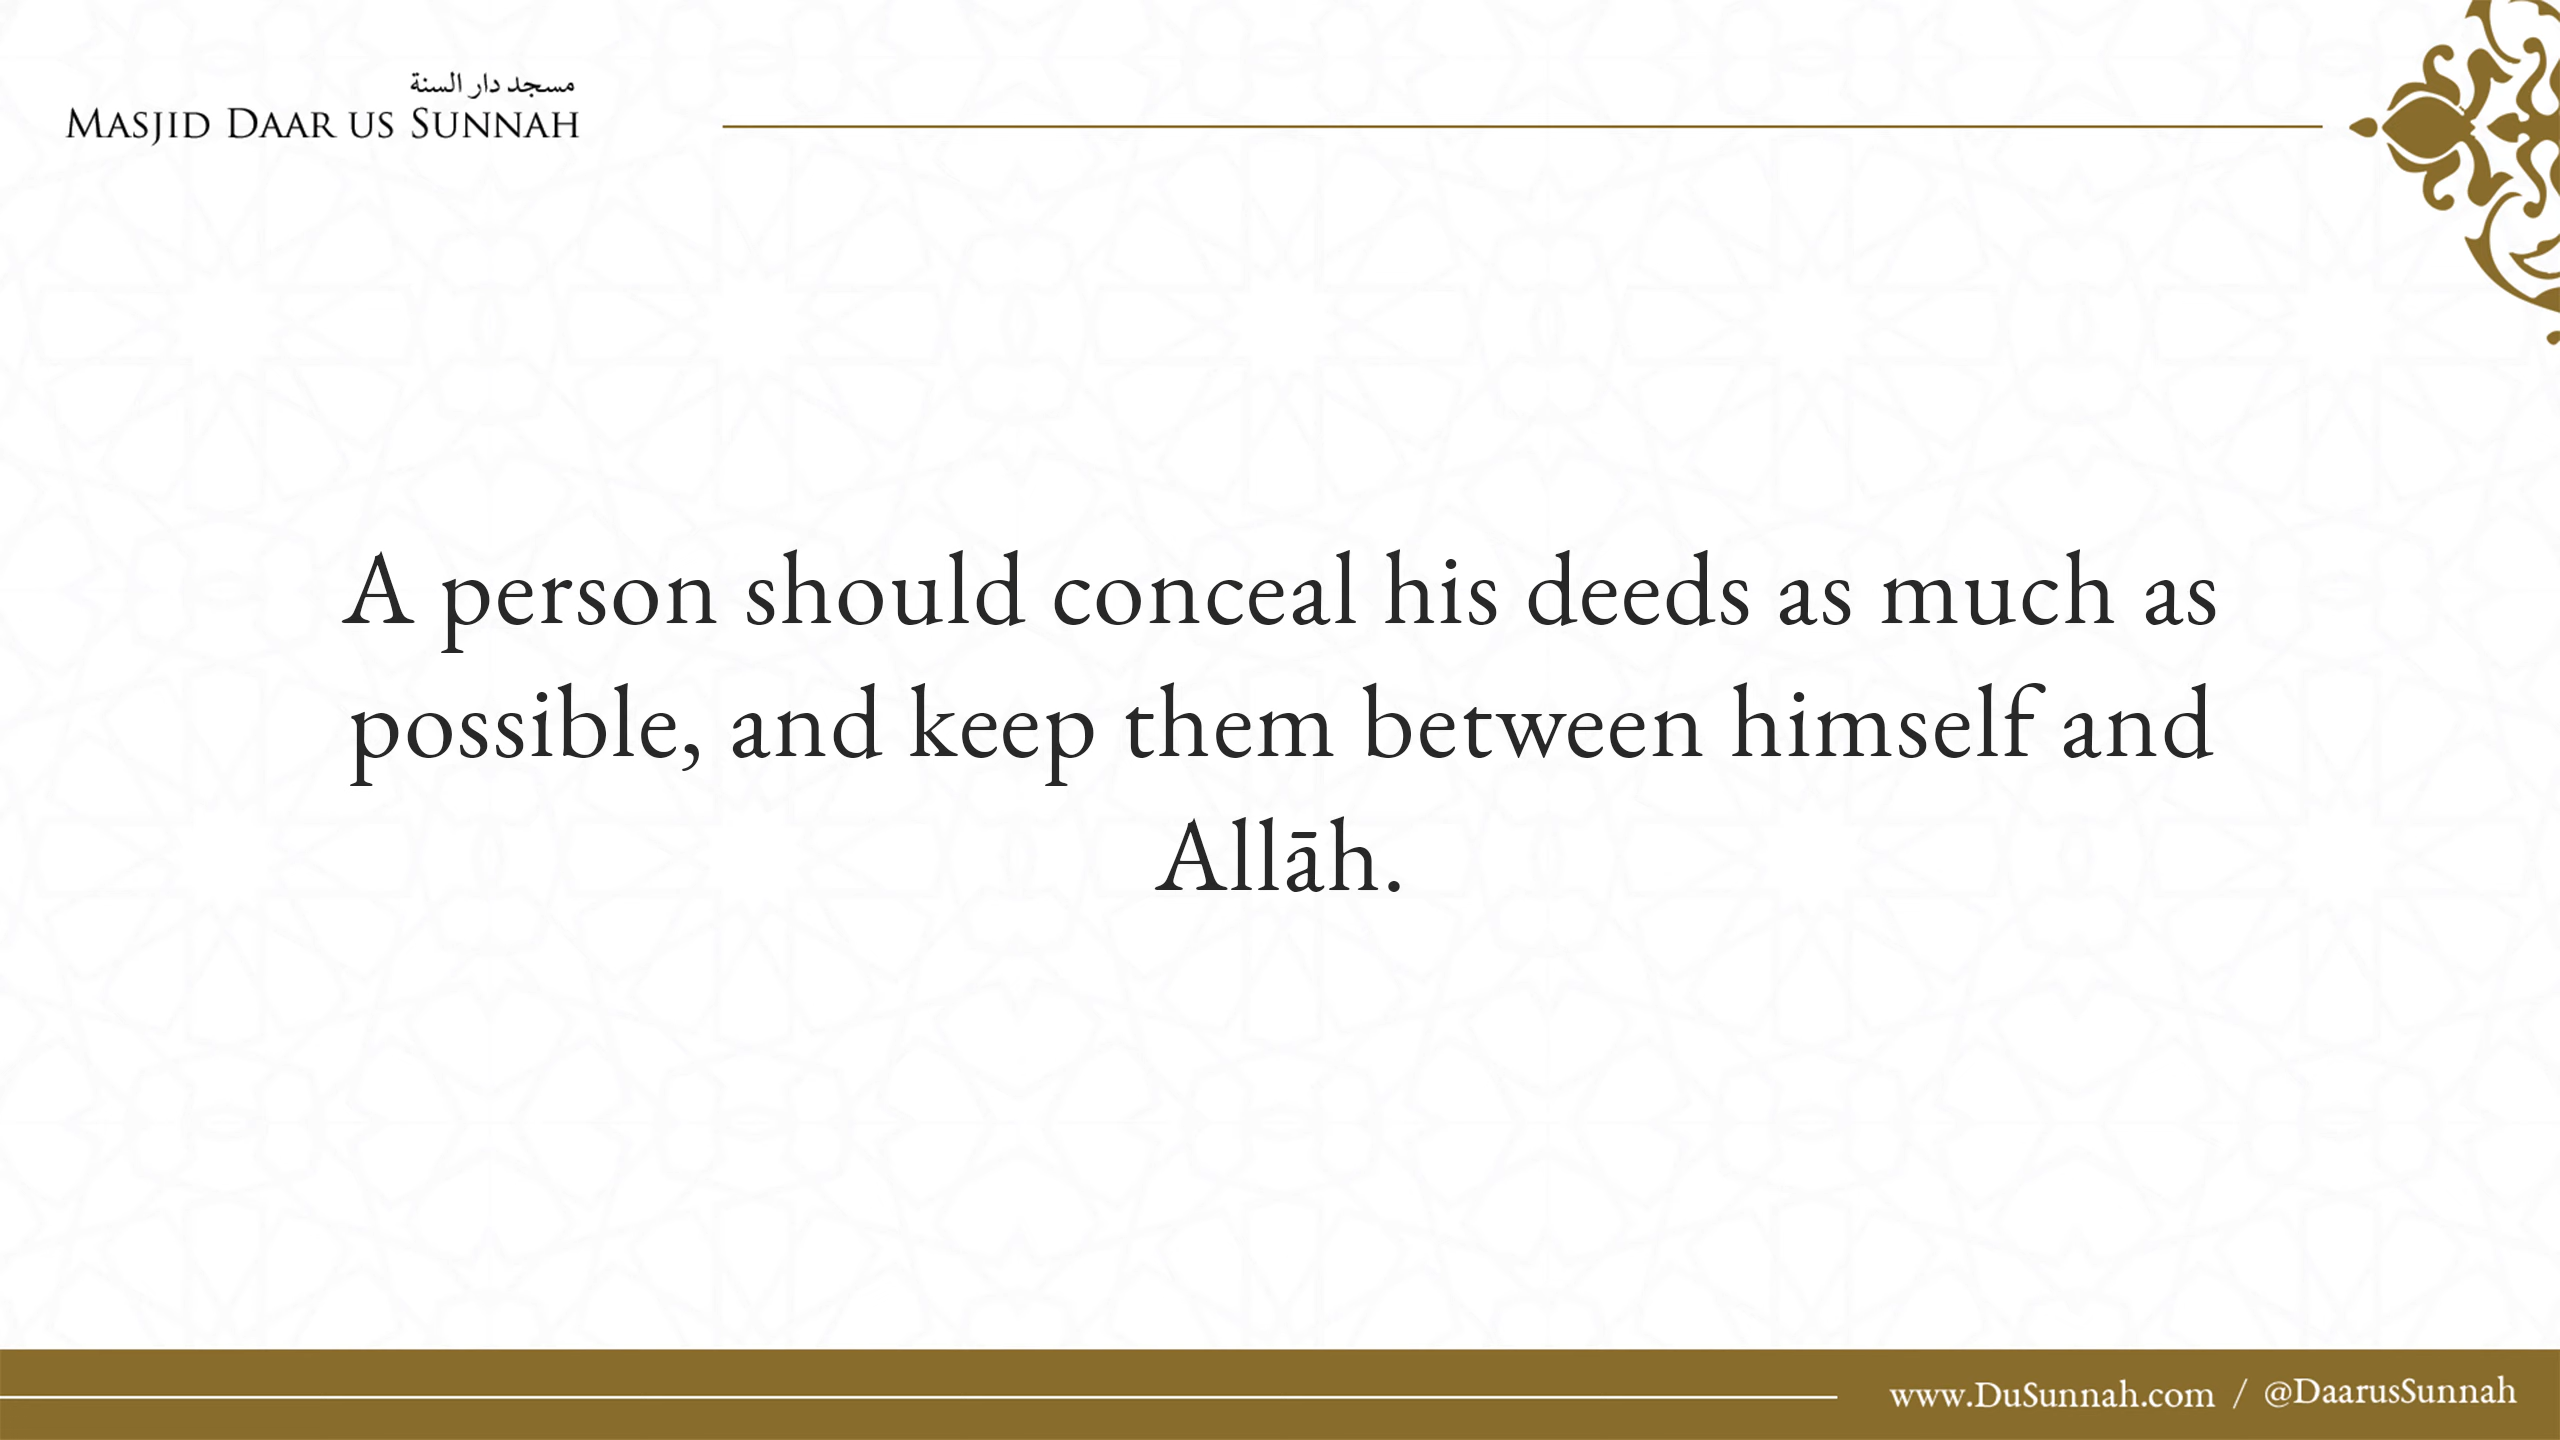 مسجد دار السنة
MASJID DAAR US SUNNAH
A person should conceal his deeds as much as
possible, and keep them between himself and
Allāh.
www.DuSunnah.com / @DaarusSunnah